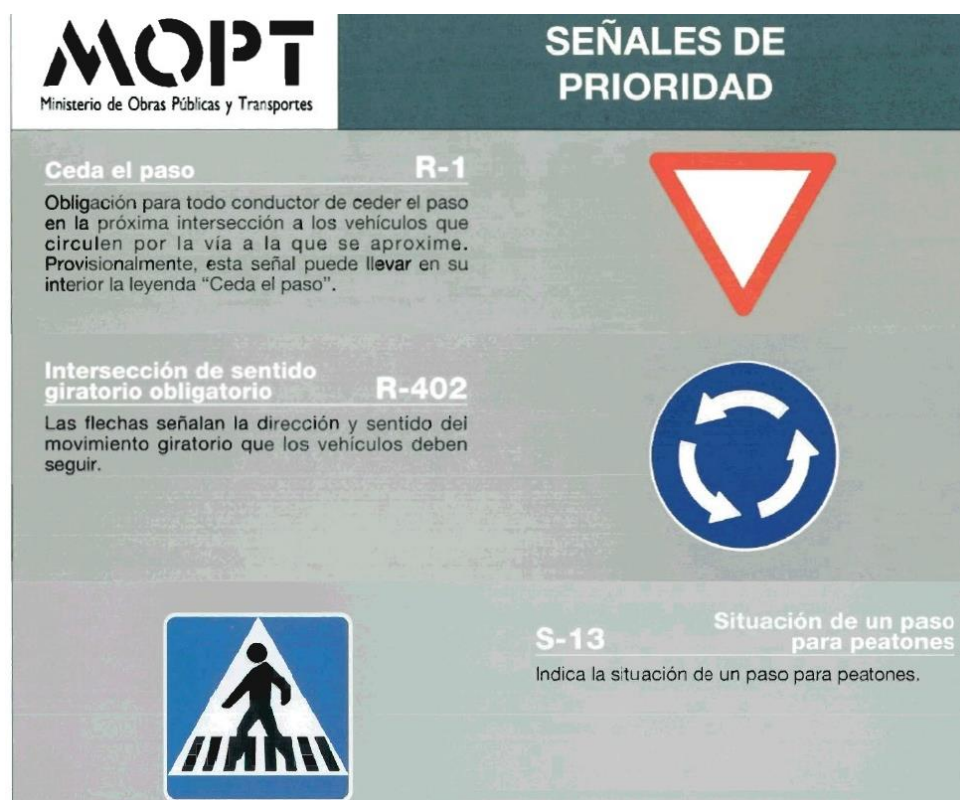 MOPT
Ministerio de Obras Públicas y Transportes
SEÑALES DE
PRIORIDAD
Ceda el paso R-1
Obligación para todo conductor de ceder el paso
en la próxima intersección a los vehículos que
circulen por la vía a la que se aproxime.
Provisionalmente, esta señal puede llevar en su
interior la leyenda “Ceda el paso”.
Intersección de sentido
giratorio obligatorio R-402
Las flechas señalan la dirección y sentido del
movimiento giratorio que los vehículos deben
seguir.
S-13 Situación de un paso
para peatones
Indica la situación de un paso para peatones.